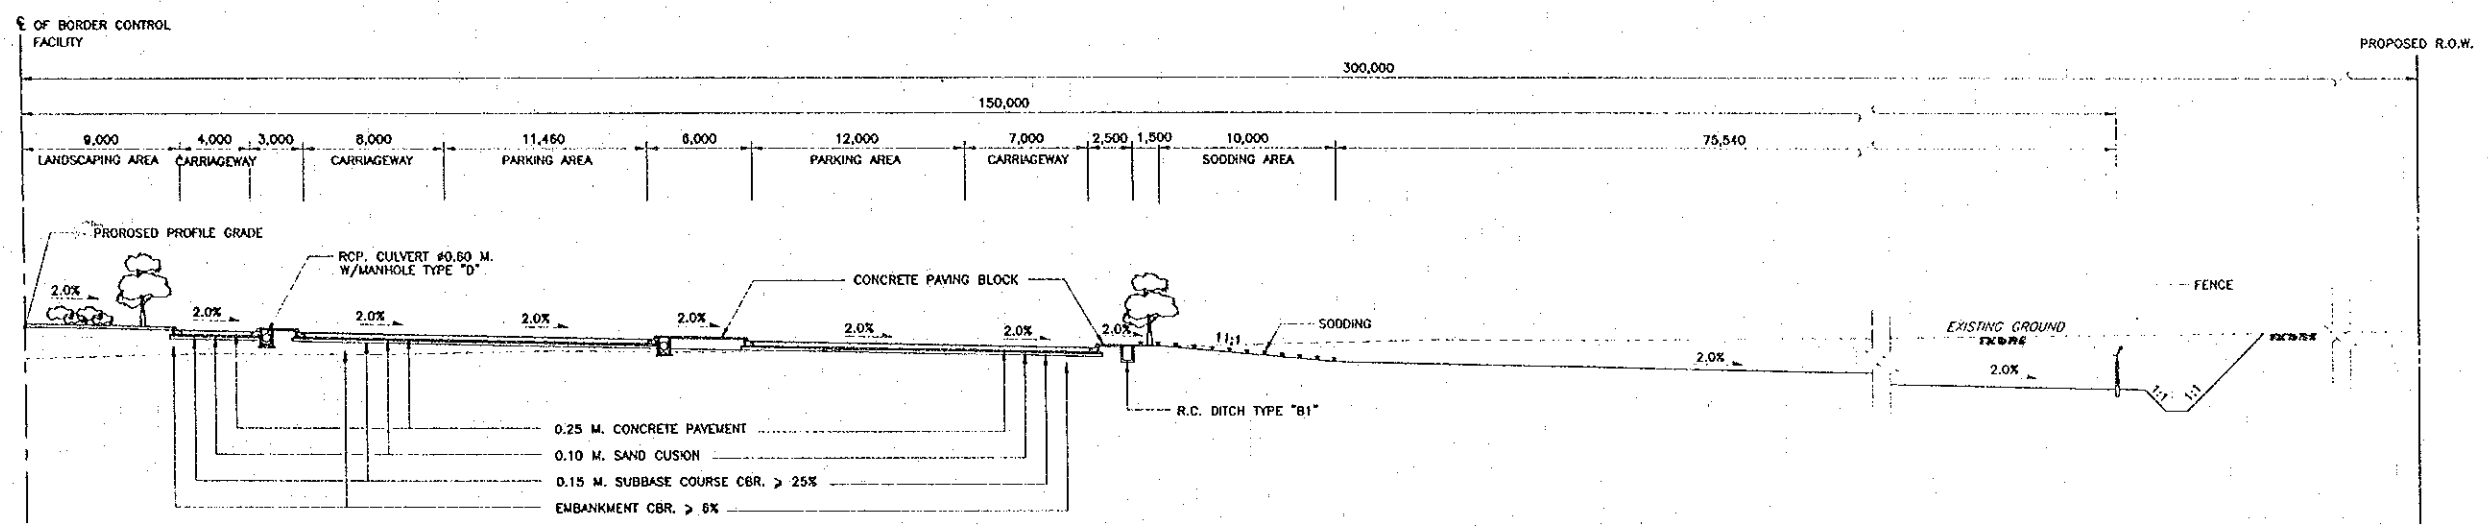 ℄ OF BORDER CONTROL
FACILITY
PROPOSED R.O.W.
300,000
150,000
9,000 4,000 3,000 8,000 11,460 6,000 12,000 7,000 2,500 1,500 10,000 75,540
LANDSCAPING AREA CARRIAGEWAY CARRIAGEWAY PARKING AREA PARKING AREA CARRIAGEWAY SODDING AREA
PROROSED PROFILE GRADE
RCP. CULVERT ø0.60 M.
W/MANHOLE TYPE "D"
CONCRETE PAVING BLOCK
FENCE
2.0% 2.0% 2.0% 2.0% 2.0% 2.0% 2.0% 2.0%
SODDING
EXISTING GROUND
2.0%
2.0%
1:1 1:1
R.C. DITCH TYPE "B1"
0.25 M. CONCRETE PAVEMENT
0.10 M. SAND CUSION
0.15 M. SUBBASE COURSE CBR. ⩾ 25%
EMBANKMENT CBR. ⩾ 6%